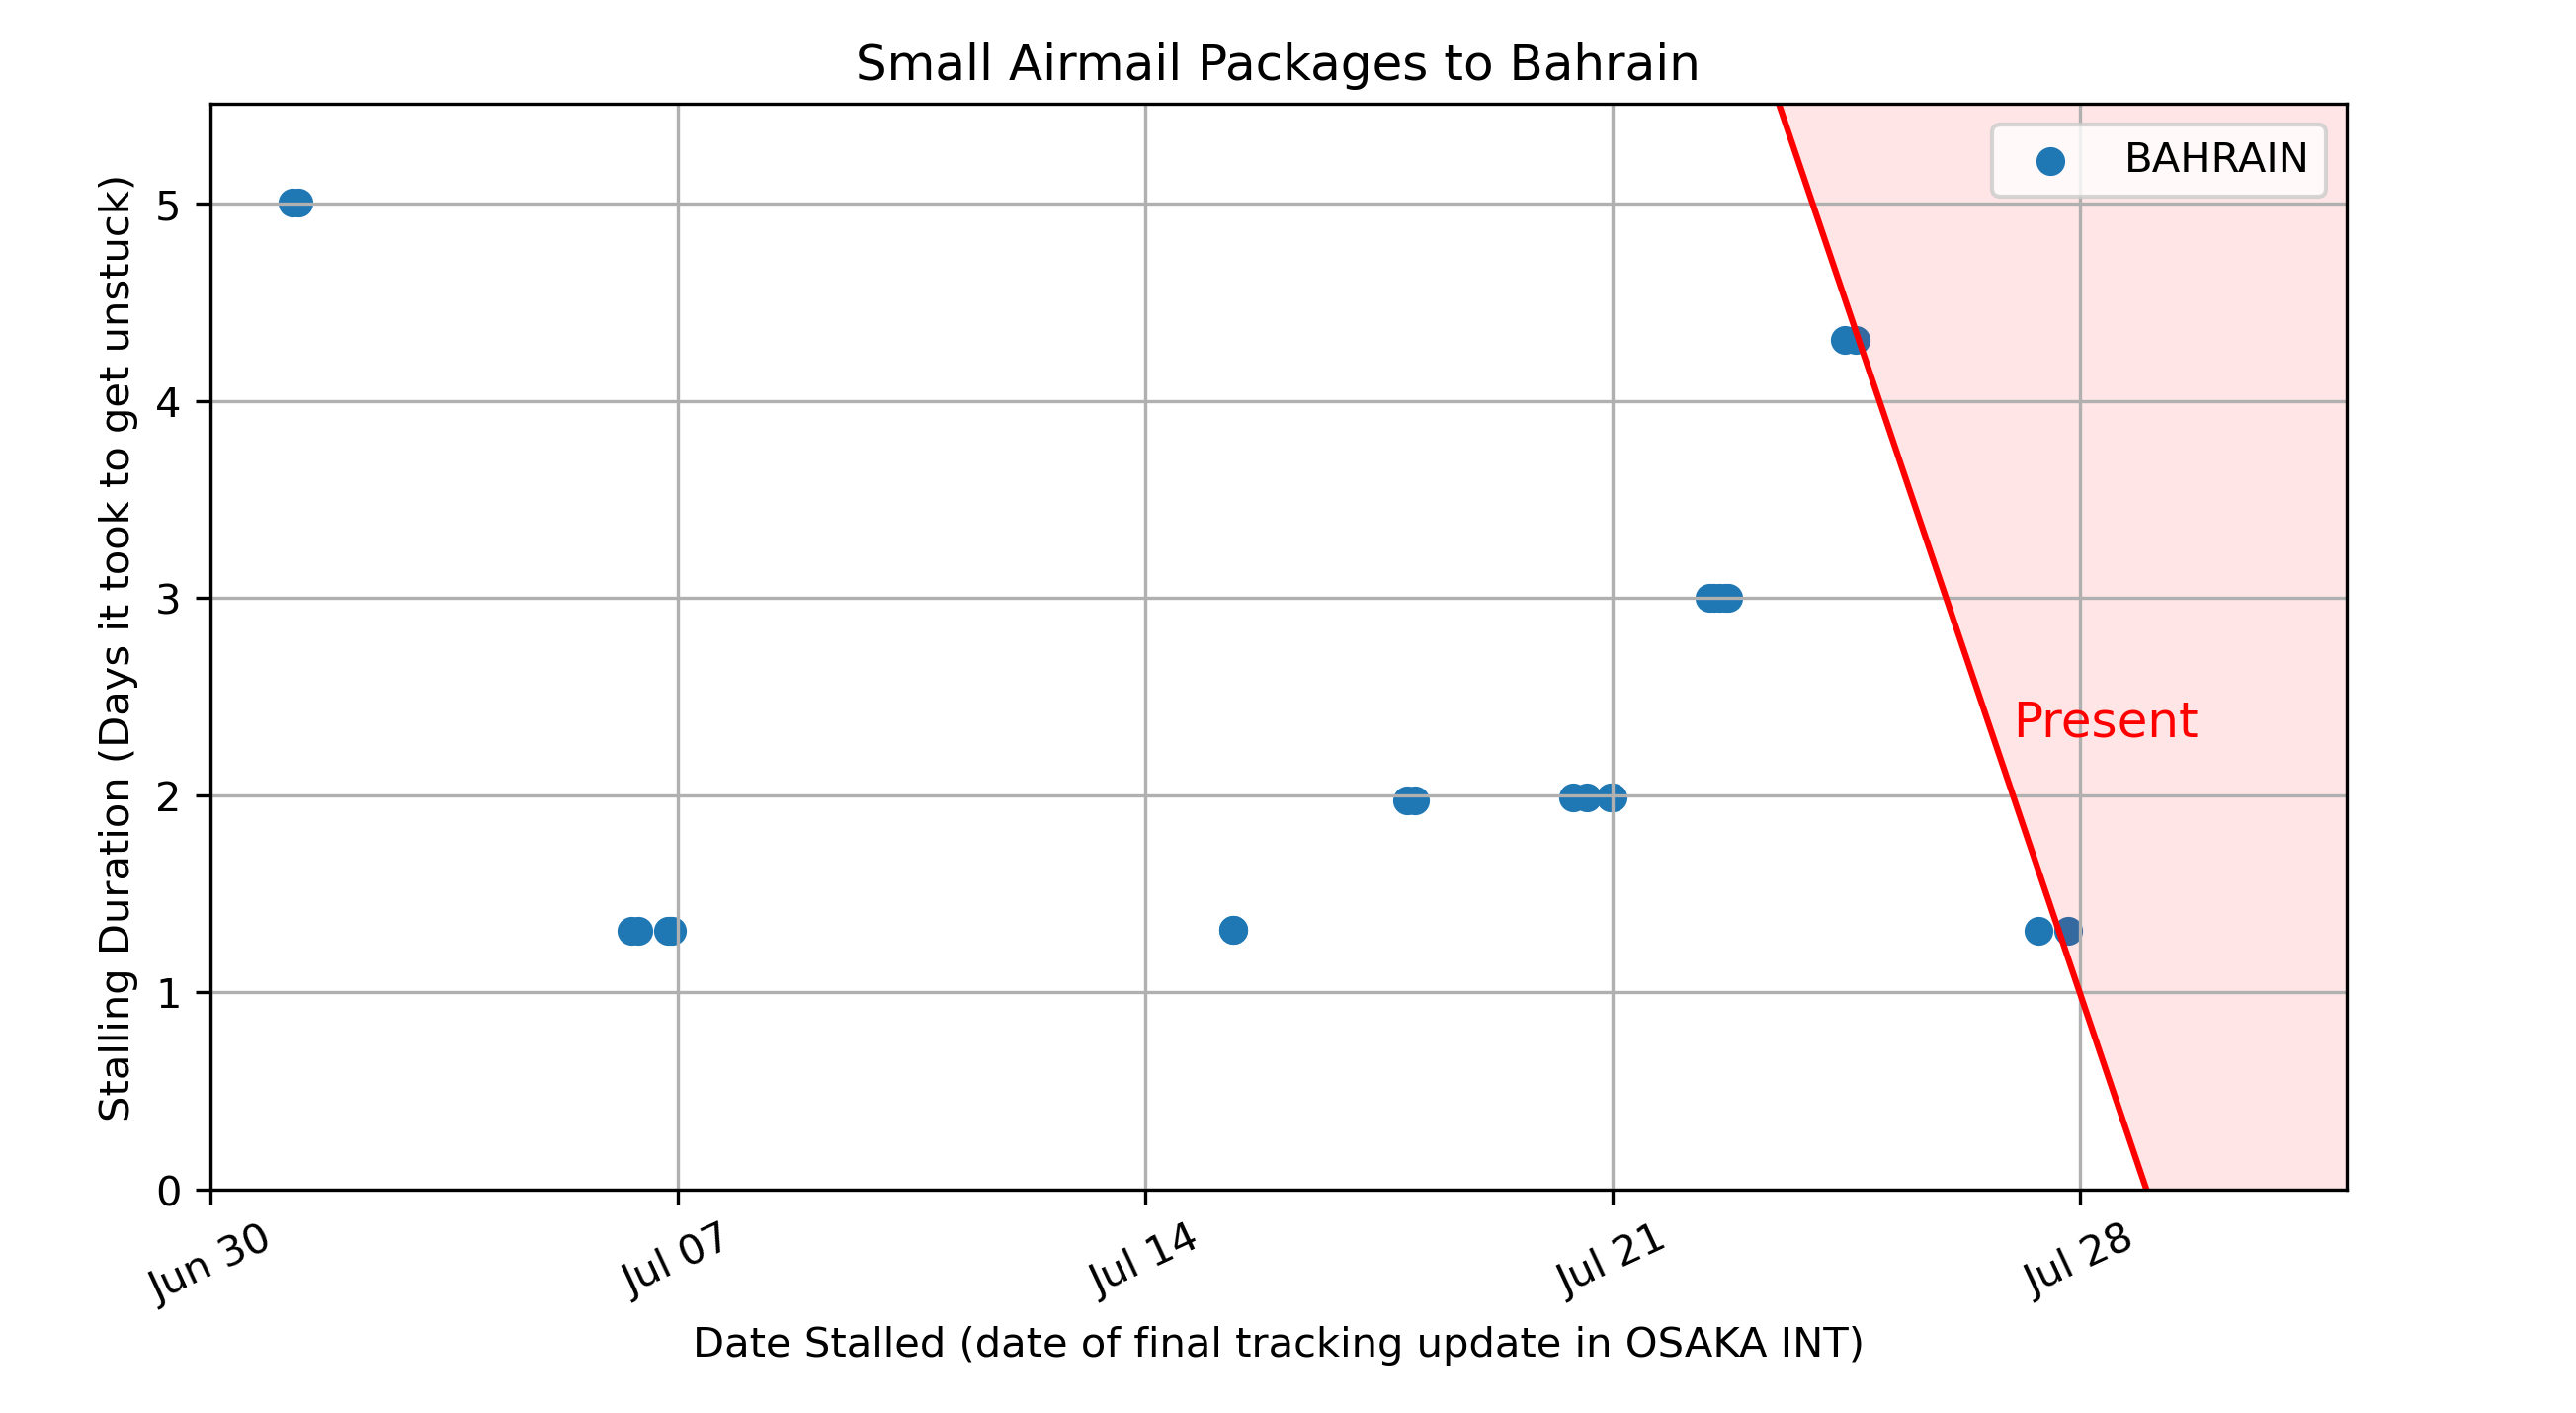 Small Airmail Packages to Bahrain
BAHRAIN
Stalling Duration (Days it took to get unstuck)
5
4
3
2
1
0
Present
Jun 30
Jul 07
Jul 14
Jul 21
Jul 28
Date Stalled (date of final tracking update in OSAKA INT)